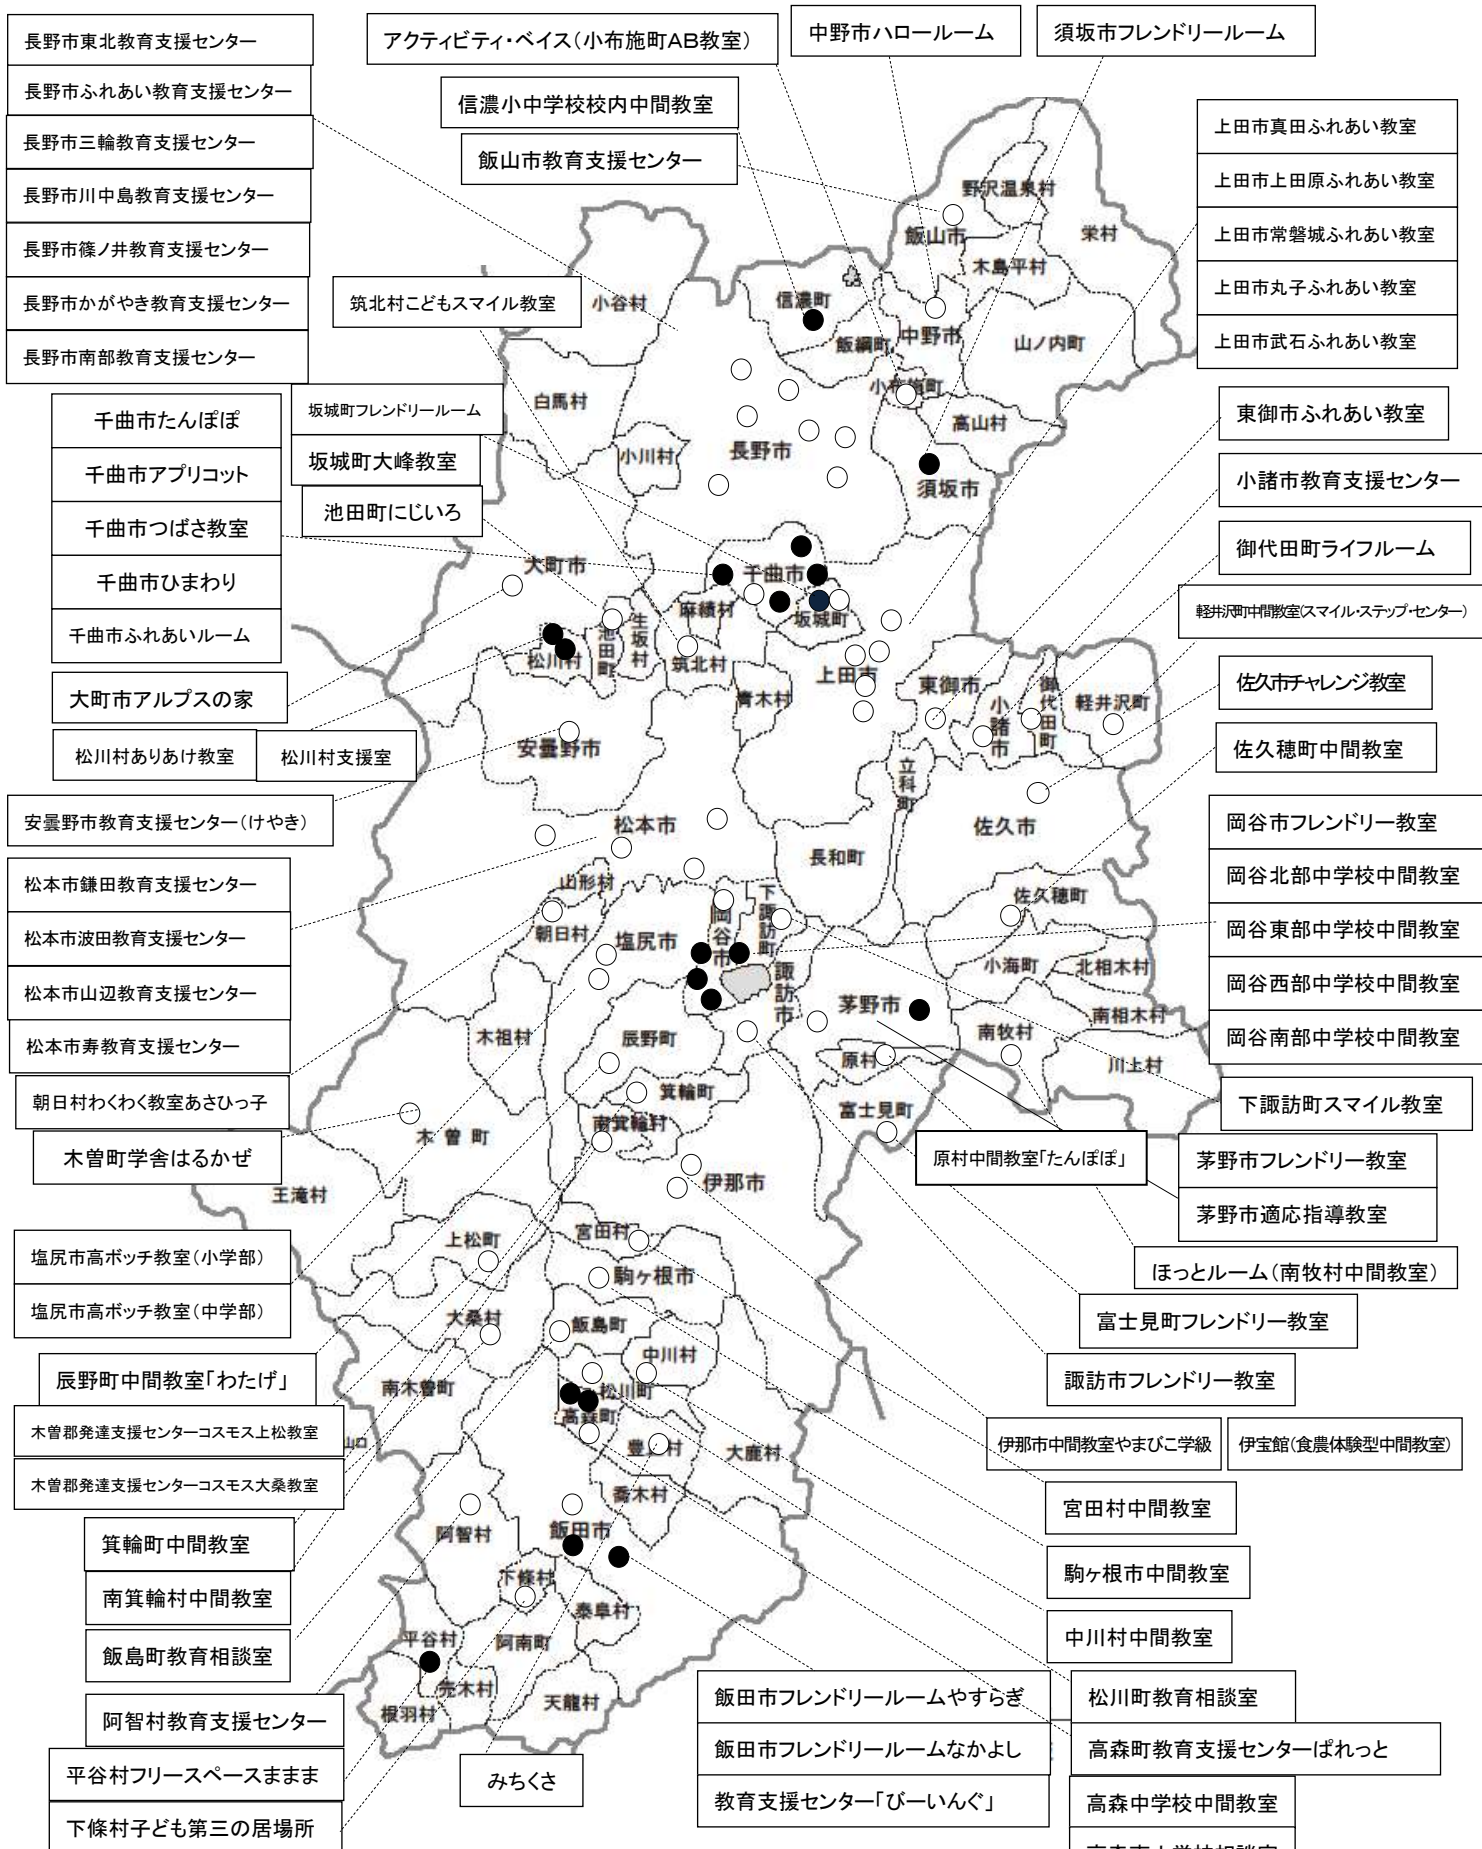 長野市東北教育支援センター
長野市ふれあい教育支援センター
長野市三輪教育支援センター
長野市川中島教育支援センター
長野市篠ノ井教育支援センター
長野市かがやき教育支援センター
長野市南部教育支援センター
アクティビティ・ベイス(小布施町AB教室)
中野市ハロールーム
須坂市フレンドリールーム
信濃小中学校校内中間教室
飯山市教育支援センター
上田市真田ふれあい教室
上田市上田原ふれあい教室
上田市常磐城ふれあい教室
上田市丸子ふれあい教室
上田市武石ふれあい教室
筑北村こどもスマイル教室
千曲市たんぽぽ
千曲市アプリコット
千曲市つばさ教室
千曲市ひまわり
千曲市ふれあいルーム
坂城町フレンドリールーム
坂城町大峰教室
池田町にじいろ
東御市ふれあい教室
小諸市教育支援センター
御代田町ライフルーム
軽井沢町中間教室(スマイル・ステップ・センター)
佐久市チャレンジ教室
佐久穂町中間教室
大町市アルプスの家
松川村ありあけ教室
松川村支援室
安曇野市教育支援センター(けやき)
松本市鎌田教育支援センター
松本市波田教育支援センター
松本市山辺教育支援センター
松本市寿教育支援センター
朝日村わくわく教室あさひっ子
木曽町学舎はるかぜ
岡谷市フレンドリー教室
岡谷北部中学校中間教室
岡谷東部中学校中間教室
岡谷西部中学校中間教室
岡谷南部中学校中間教室
下諏訪町スマイル教室
原村中間教室「たんぽぽ」
茅野市フレンドリー教室
茅野市適応指導教室
ほっとルーム(南牧村中間教室)
富士見町フレンドリー教室
諏訪市フレンドリー教室
伊那市中間教室やまびこ学級
伊宝館(食農体験型中間教室)
塩尻市高ボッチ教室(小学部)
塩尻市高ボッチ教室(中学部)
辰野町中間教室「わたげ」
木曽郡発達支援センターコスモス上松教室
木曽郡発達支援センターコスモス大桑教室
箕輪町中間教室
南箕輪村中間教室
飯島町教育相談室
阿智村教育支援センター
平谷村フリースペースままま
下條村子ども第三の居場所
みちくさ
宮田村中間教室
駒ヶ根市中間教室
中川村中間教室
飯田市フレンドリールームやすらぎ
飯田市フレンドリールームなかよし
教育支援センター「びーいんぐ」
松川町教育相談室
高森町教育支援センターぱれっと
高森中学校中間教室
野沢温泉村
栄村
飯山市
木島平村
小谷村
信濃町
飯綱町
中野市
山ノ内町
小布施町
白馬村
高山村
小川村
長野市
須坂市
大町市
千曲市
麻績村
坂城町
生坂村
池田町
松川村
筑北村
青木村
上田市
東御市
小諸市
御代田町
軽井沢町
安曇野市
立科町
松本市
佐久市
長和町
山形村
下諏訪町
岡谷市
佐久穂町
朝日村
塩尻市
諏訪市
小海町
北相木村
茅野市
南相木村
南牧村
木祖村
辰野町
原村
川上村
箕輪町
南箕輪村
富士見町
木曽町
伊那市
王滝村
宮田村
上松町
駒ヶ根市
大桑村
飯島町
中川村
南木曽町
松川町
高森町
山口
豊丘村
大鹿村
喬木村
飯田市
阿智村
下條村
泰阜村
平谷村
阿南町
売木村
根羽村
天龍村